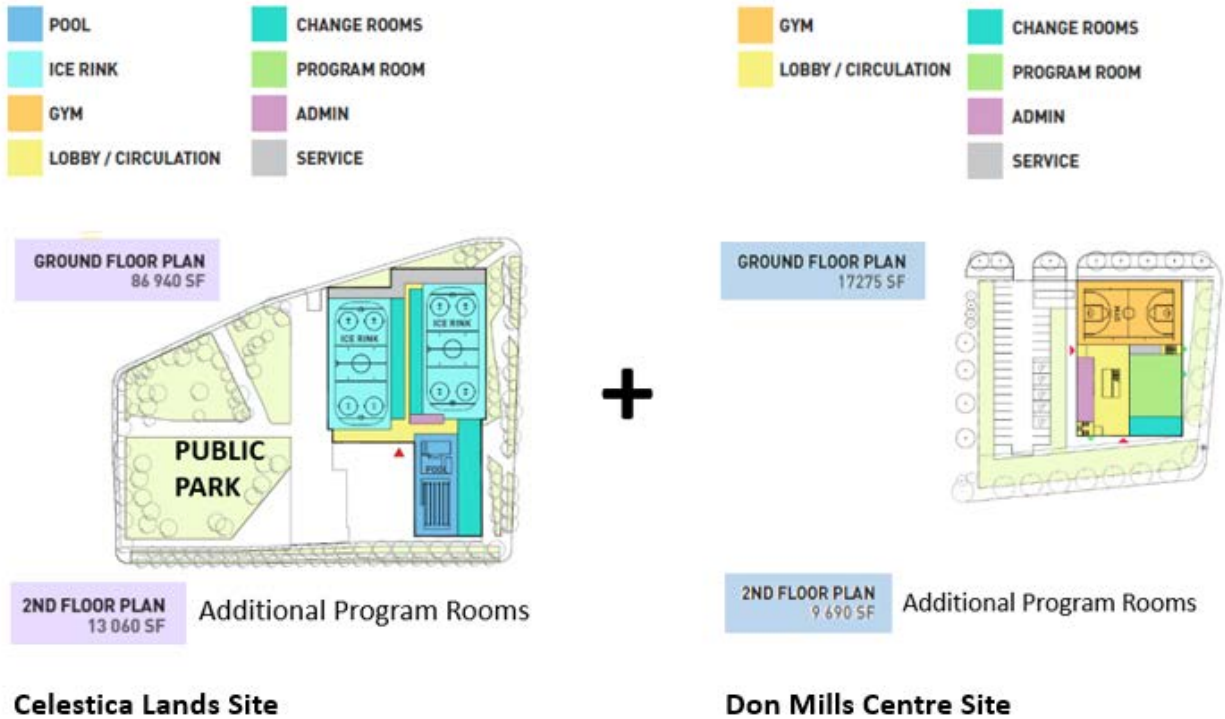 POOL
ICE RINK
GYM
LOBBY / CIRCULATION
CHANGE ROOMS
PROGRAM ROOM
ADMIN
SERVICE
GYM
LOBBY / CIRCULATION
CHANGE ROOMS
PROGRAM ROOM
ADMIN
SERVICE
GROUND FLOOR PLAN
86 940 SF
ICE RINK
ICE RINK
POOL
PUBLIC
PARK
+
GROUND FLOOR PLAN
17275 SF
GYM
2ND FLOOR PLAN
13 060 SF
Additional Program Rooms
2ND FLOOR PLAN
9 690 SF
Additional Program Rooms
Celestica Lands Site
Don Mills Centre Site